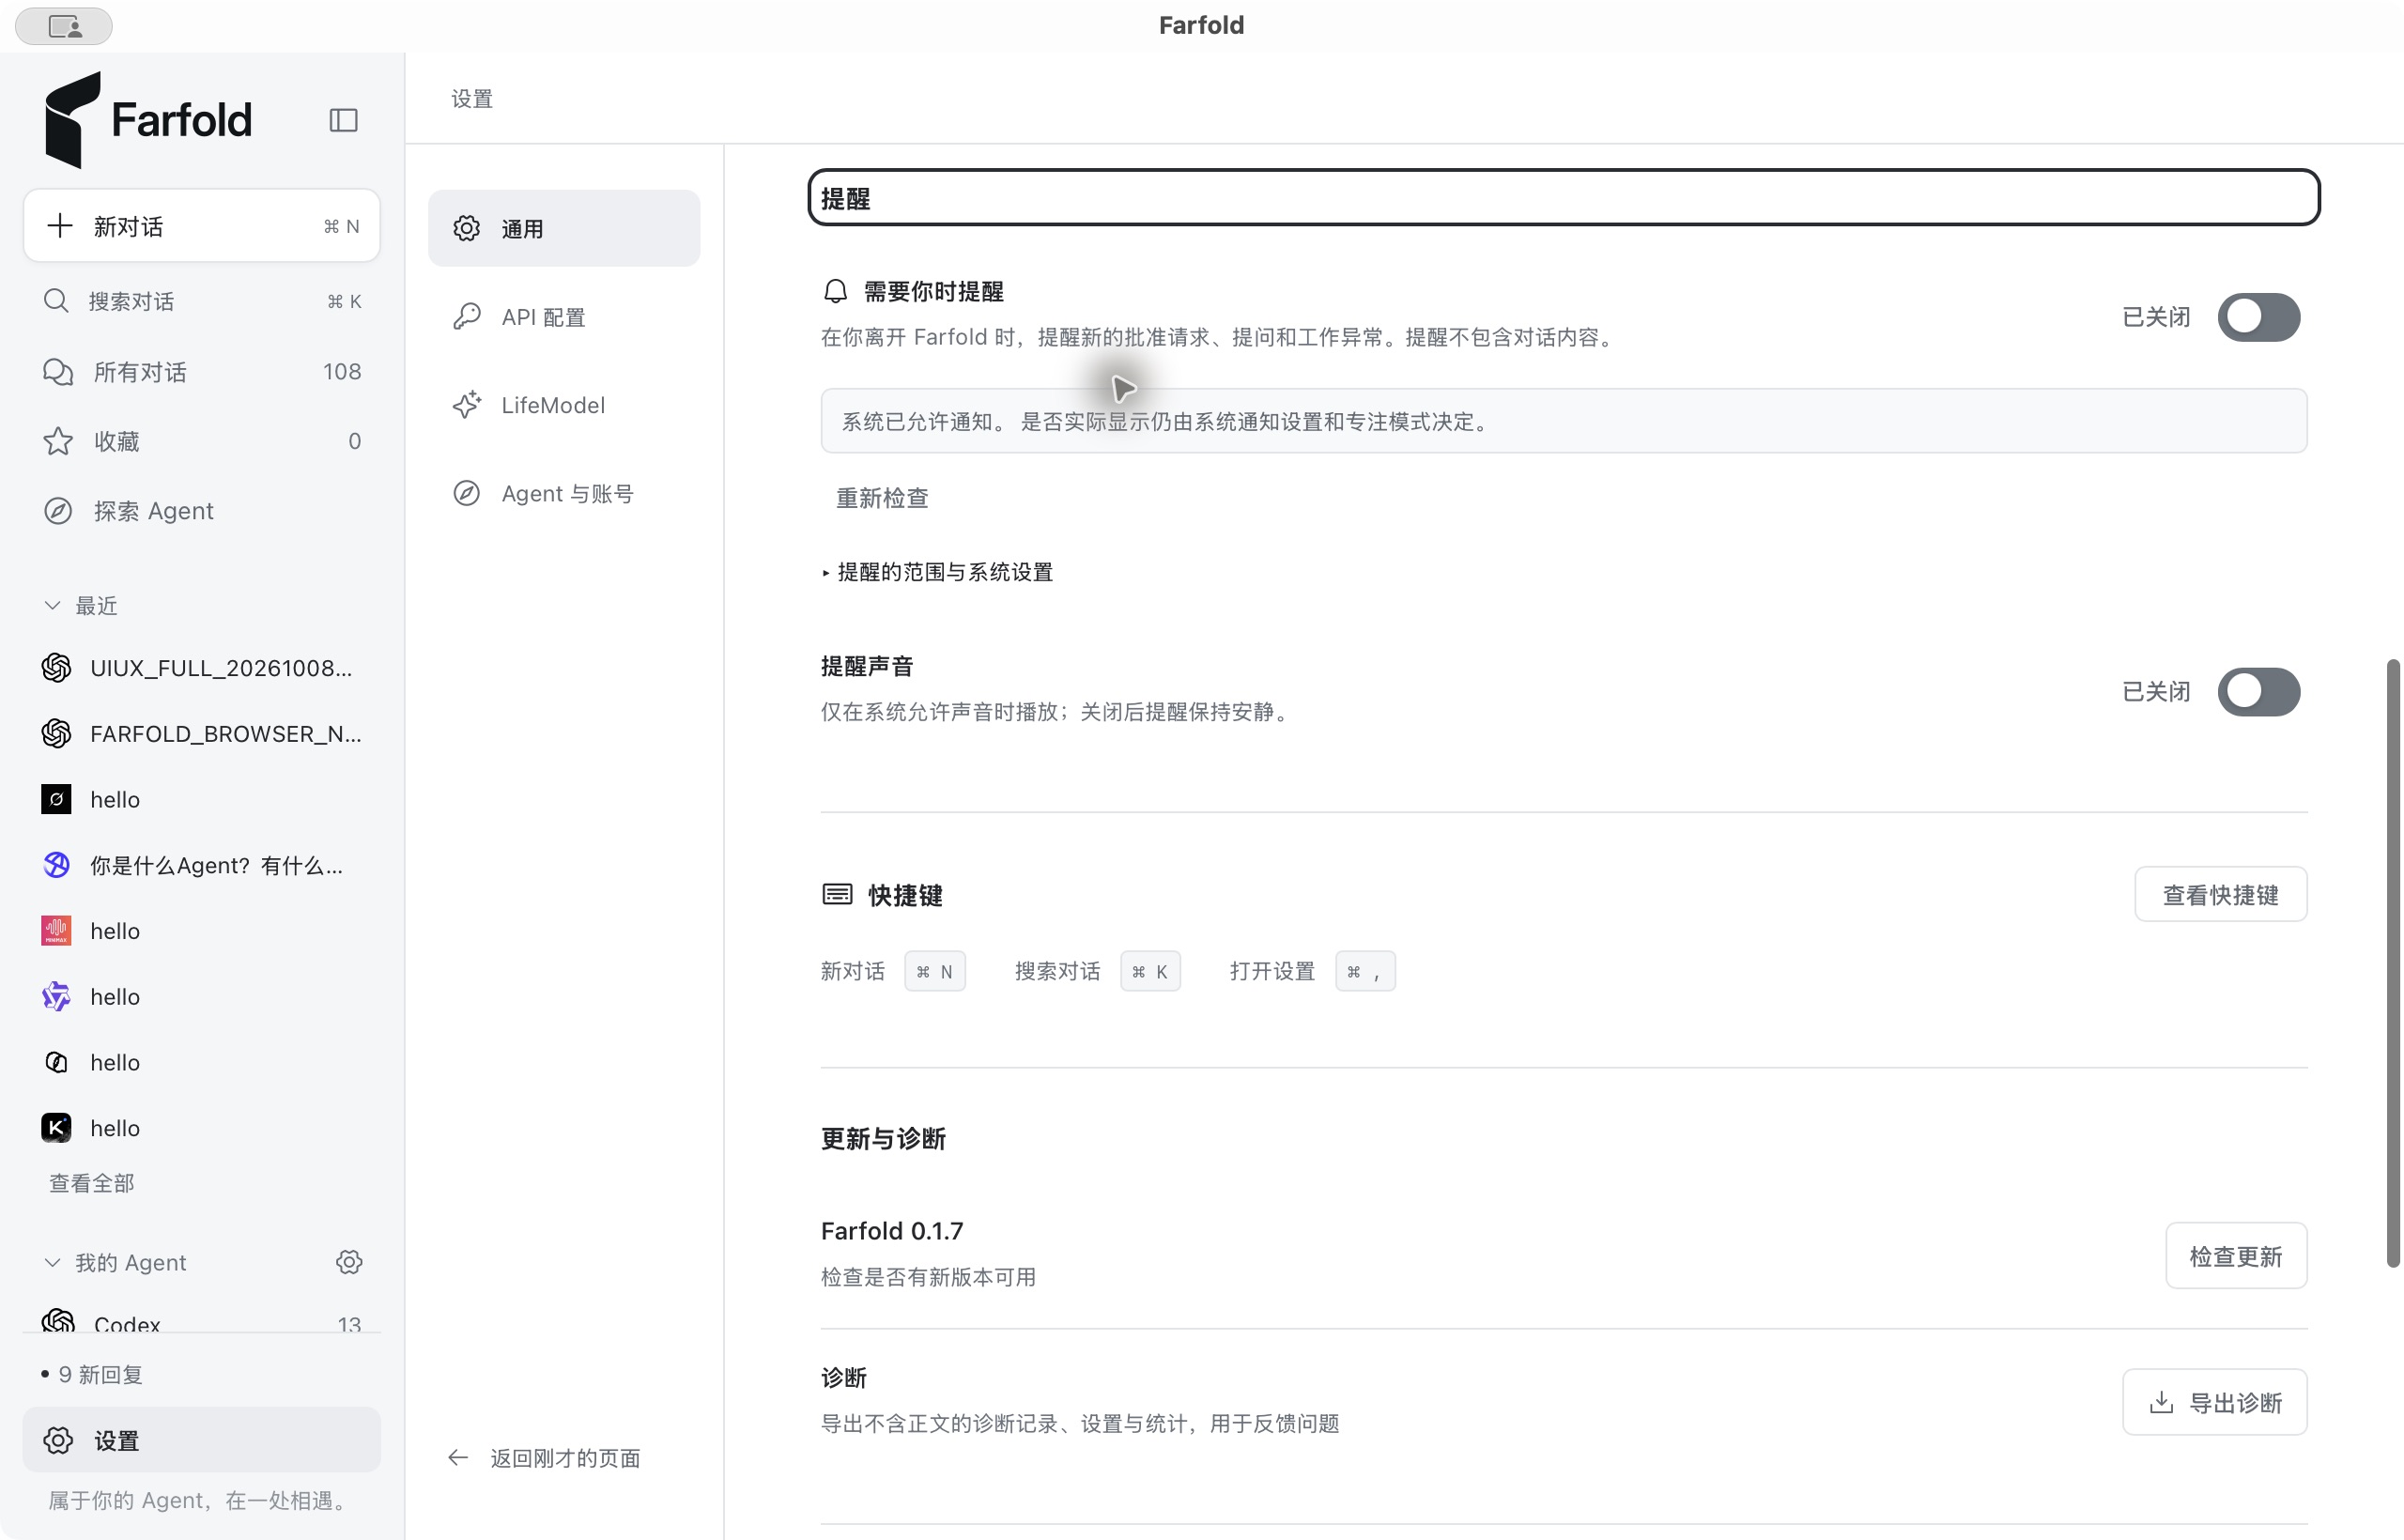 Farfold
Farfold
新对话 ⌘ N
搜索对话 ⌘ K
所有对话 108
收藏 0
探索 Agent
最近
UIUX_FULL_20261008...
FARFOLD_BROWSER_N...
hello
你是什么Agent？有什么...
MINIMAX
hello
hello
hello
hello
查看全部
我的 Agent
Codex 13
9 新回复
设置
属于你的 Agent，在一处相遇。
设置
通用
API 配置
LifeModel
Agent 与账号
返回刚才的页面
提醒
需要你时提醒
在你离开 Farfold 时，提醒新的批准请求、提问和工作异常。提醒不包含对话内容。
已关闭
系统已允许通知。 是否实际显示仍由系统通知设置和专注模式决定。
重新检查
提醒的范围与系统设置
提醒声音
仅在系统允许声音时播放；关闭后提醒保持安静。
已关闭
快捷键
查看快捷键
新对话 ⌘ N 搜索对话 ⌘ K 打开设置 ⌘ ,
更新与诊断
Farfold 0.1.7
检查是否有新版本可用
检查更新
诊断
导出不含正文的诊断记录、设置与统计，用于反馈问题
导出诊断